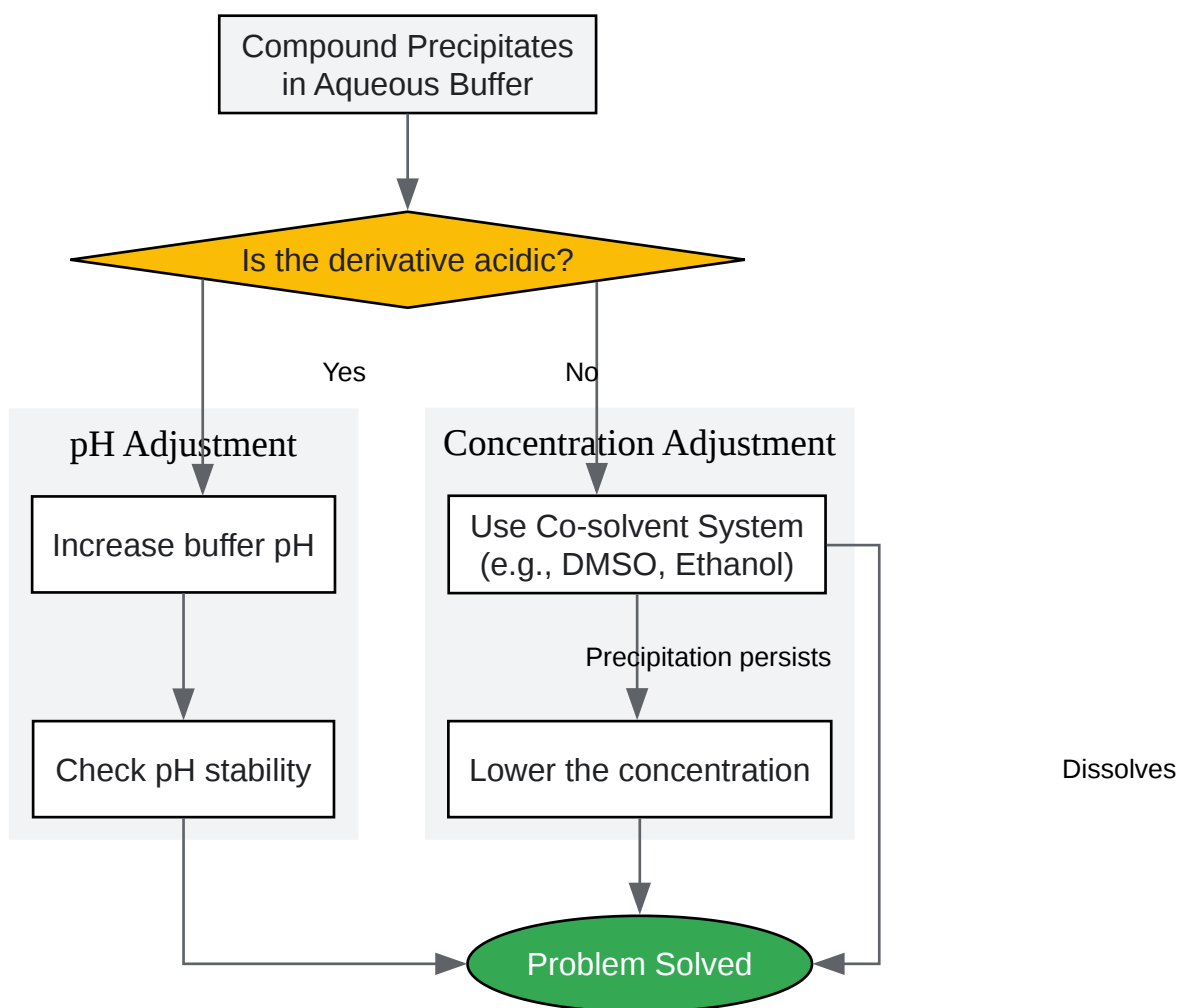 Compound Precipitates
in Aqueous Buffer
Is the derivative acidic?
Yes
No
pH Adjustment
Concentration Adjustment
Increase buffer pH
Use Co-solvent System
(e.g., DMSO, Ethanol)
Precipitation persists
Check pH stability
Lower the concentration
Dissolves
Problem Solved